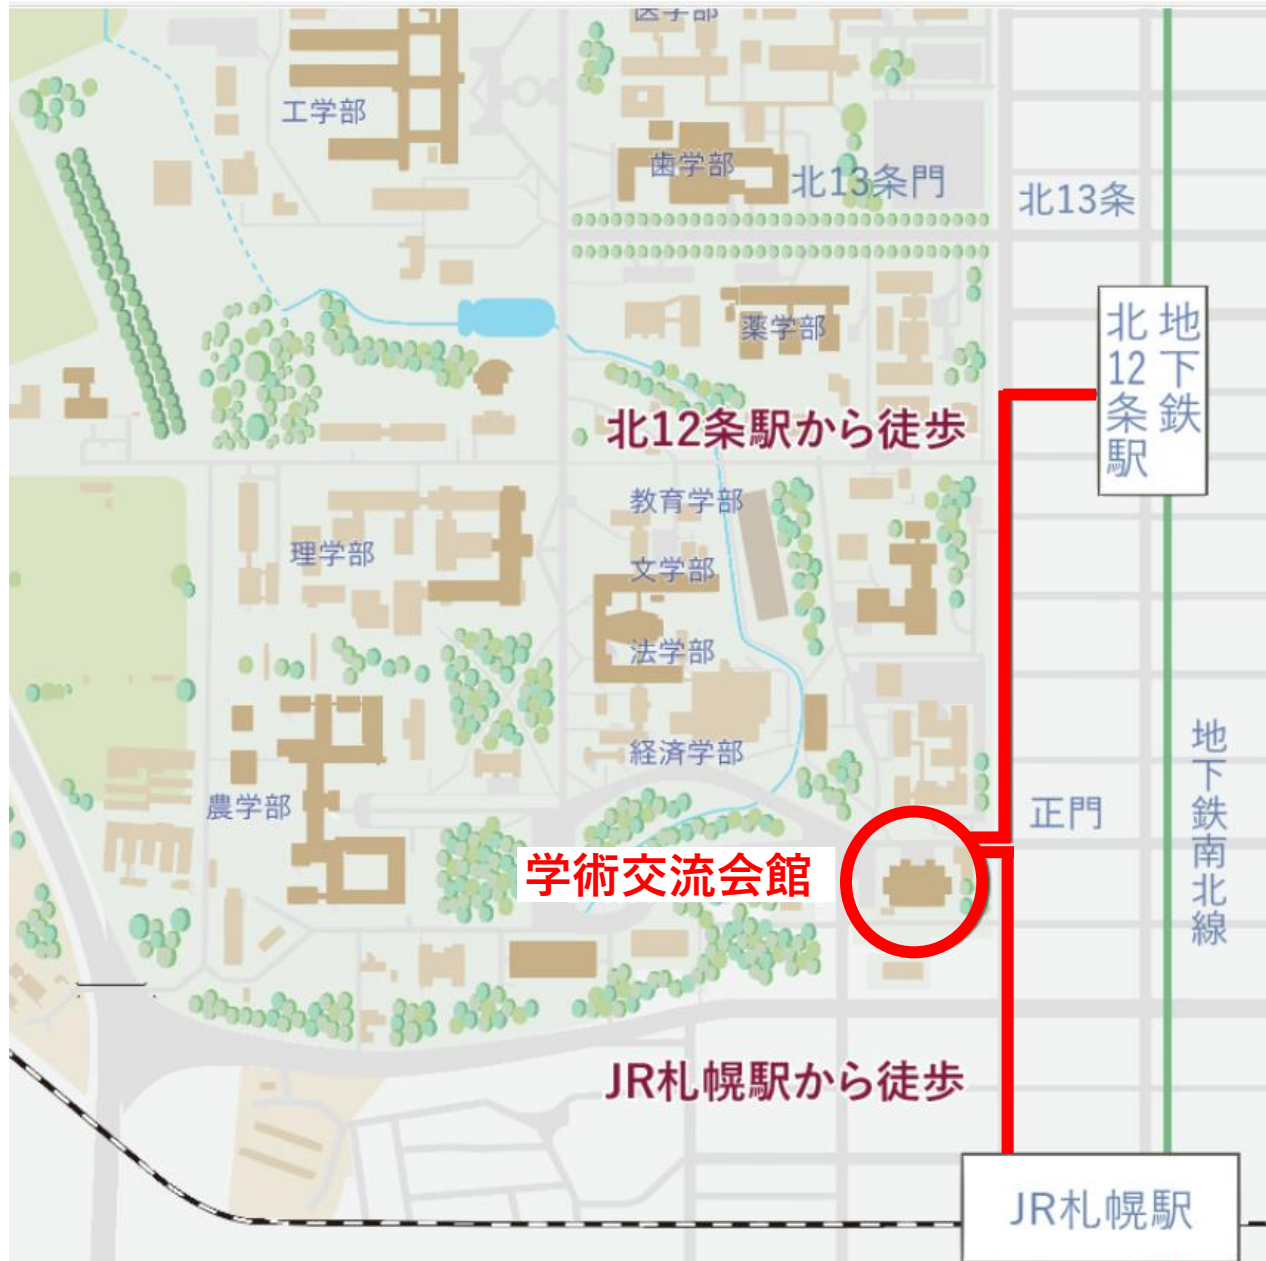 医学部
工学部
歯学部
北13条門
北13条
薬学部
地下鉄
北12条駅
北12条駅から徒歩
教育学部
理学部
文学部
法学部
経済学部
農学部
正門
地下鉄南北線
学術交流会館
JR札幌駅から徒歩
JR札幌駅